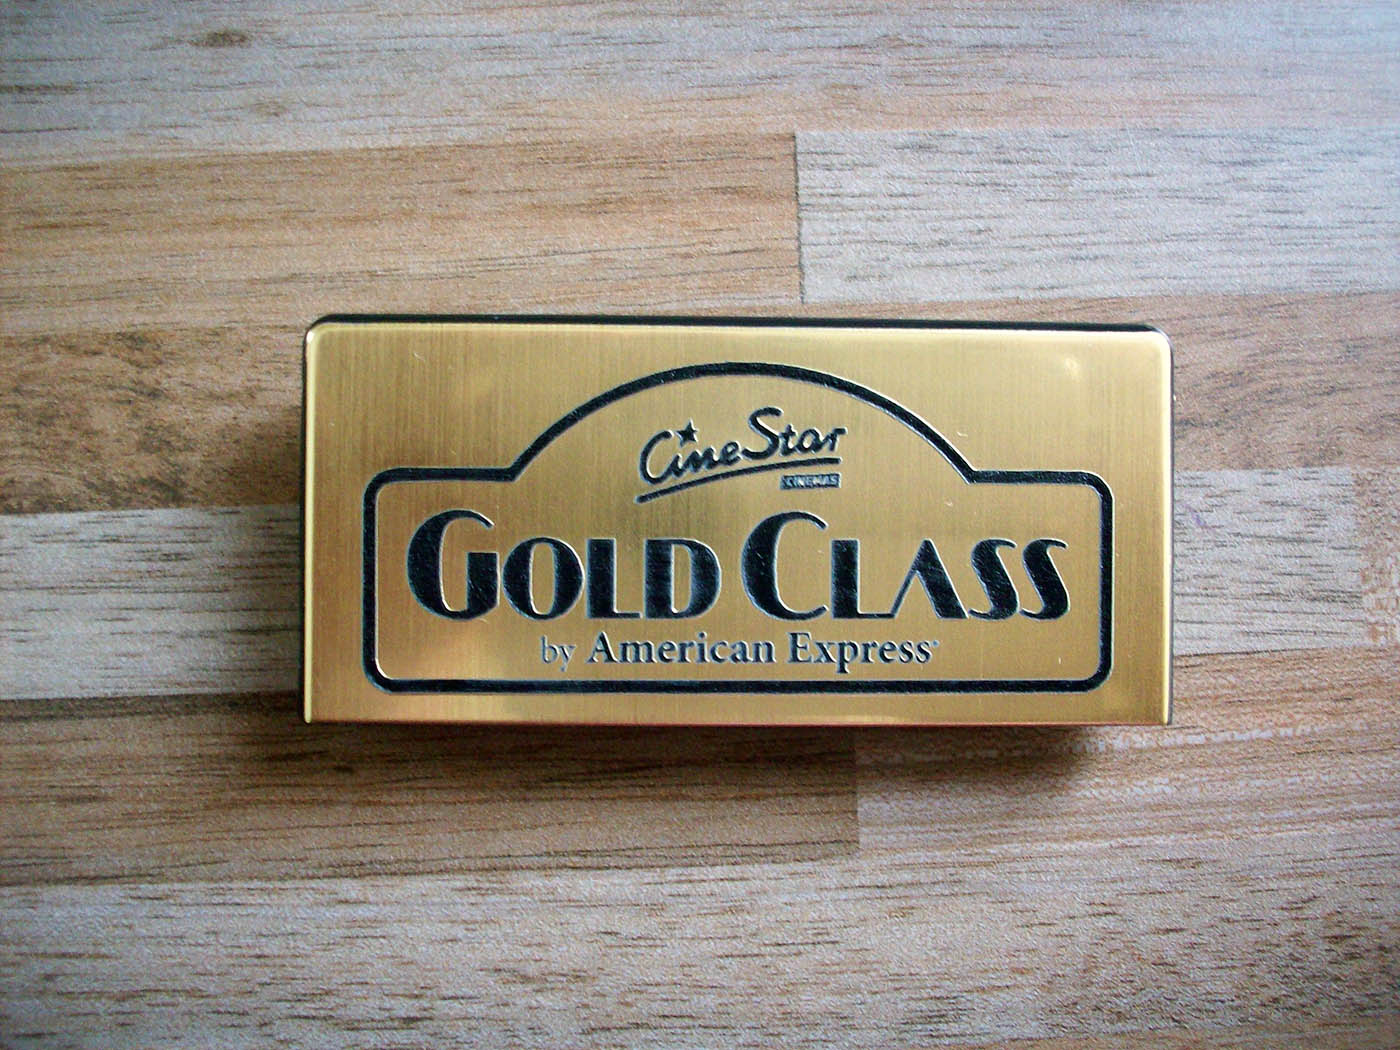 CineStar
CINEMAS
GOLD CLASS
by American Express®